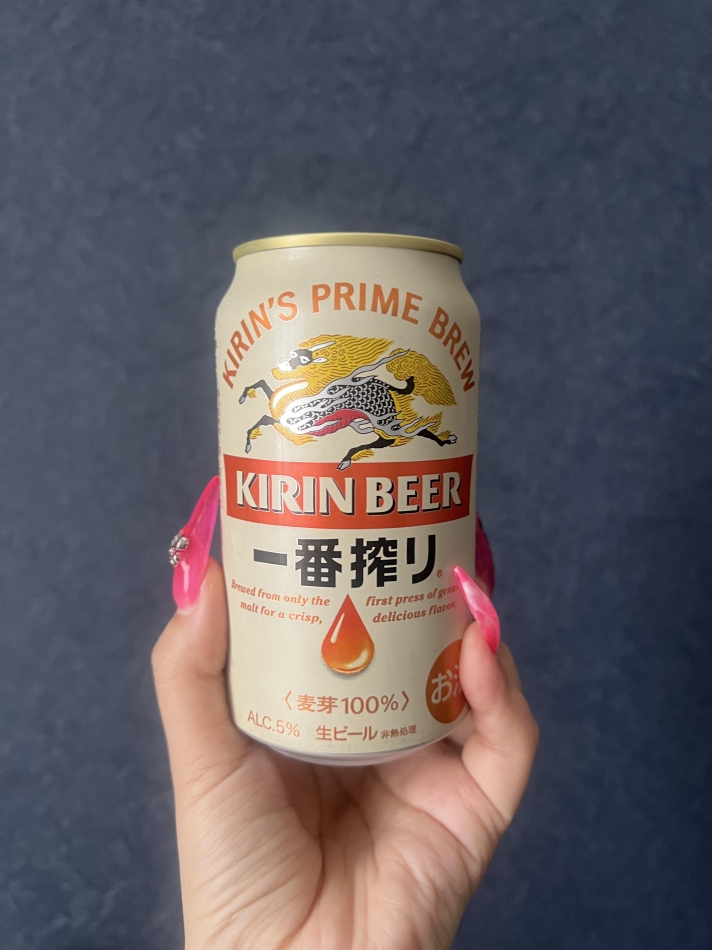 KIRIN'S PRIME BREW
KIRIN BEER
一番搾り®
Brewed from only the first press of
malt for a crisp, delicious flavor.
〈麦芽100%〉
お
ALC.5% 生ビール 非熱処理